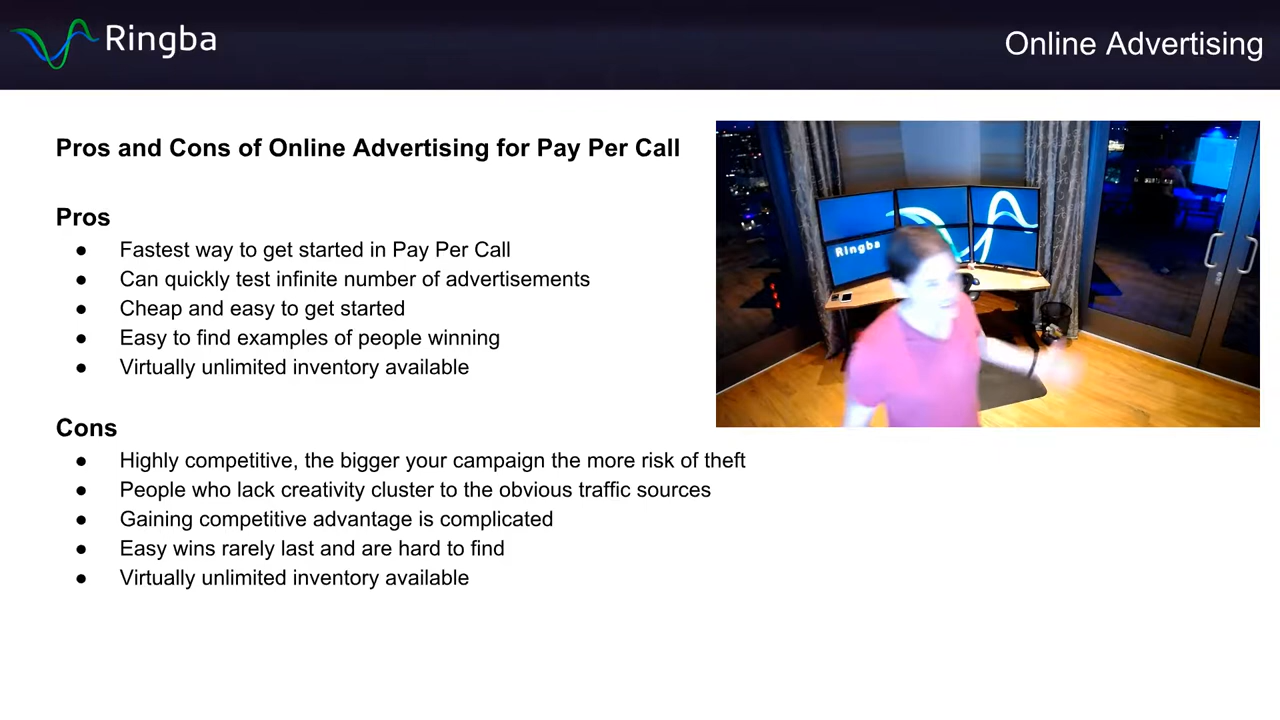 Ringba
Online Advertising
Pros and Cons of Online Advertising for Pay Per Call
Pros
● Fastest way to get started in Pay Per Call
● Can quickly test infinite number of advertisements
● Cheap and easy to get started
● Easy to find examples of people winning
● Virtually unlimited inventory available
Ringba
Cons
● Highly competitive, the bigger your campaign the more risk of theft
● People who lack creativity cluster to the obvious traffic sources
● Gaining competitive advantage is complicated
● Easy wins rarely last and are hard to find
● Virtually unlimited inventory available